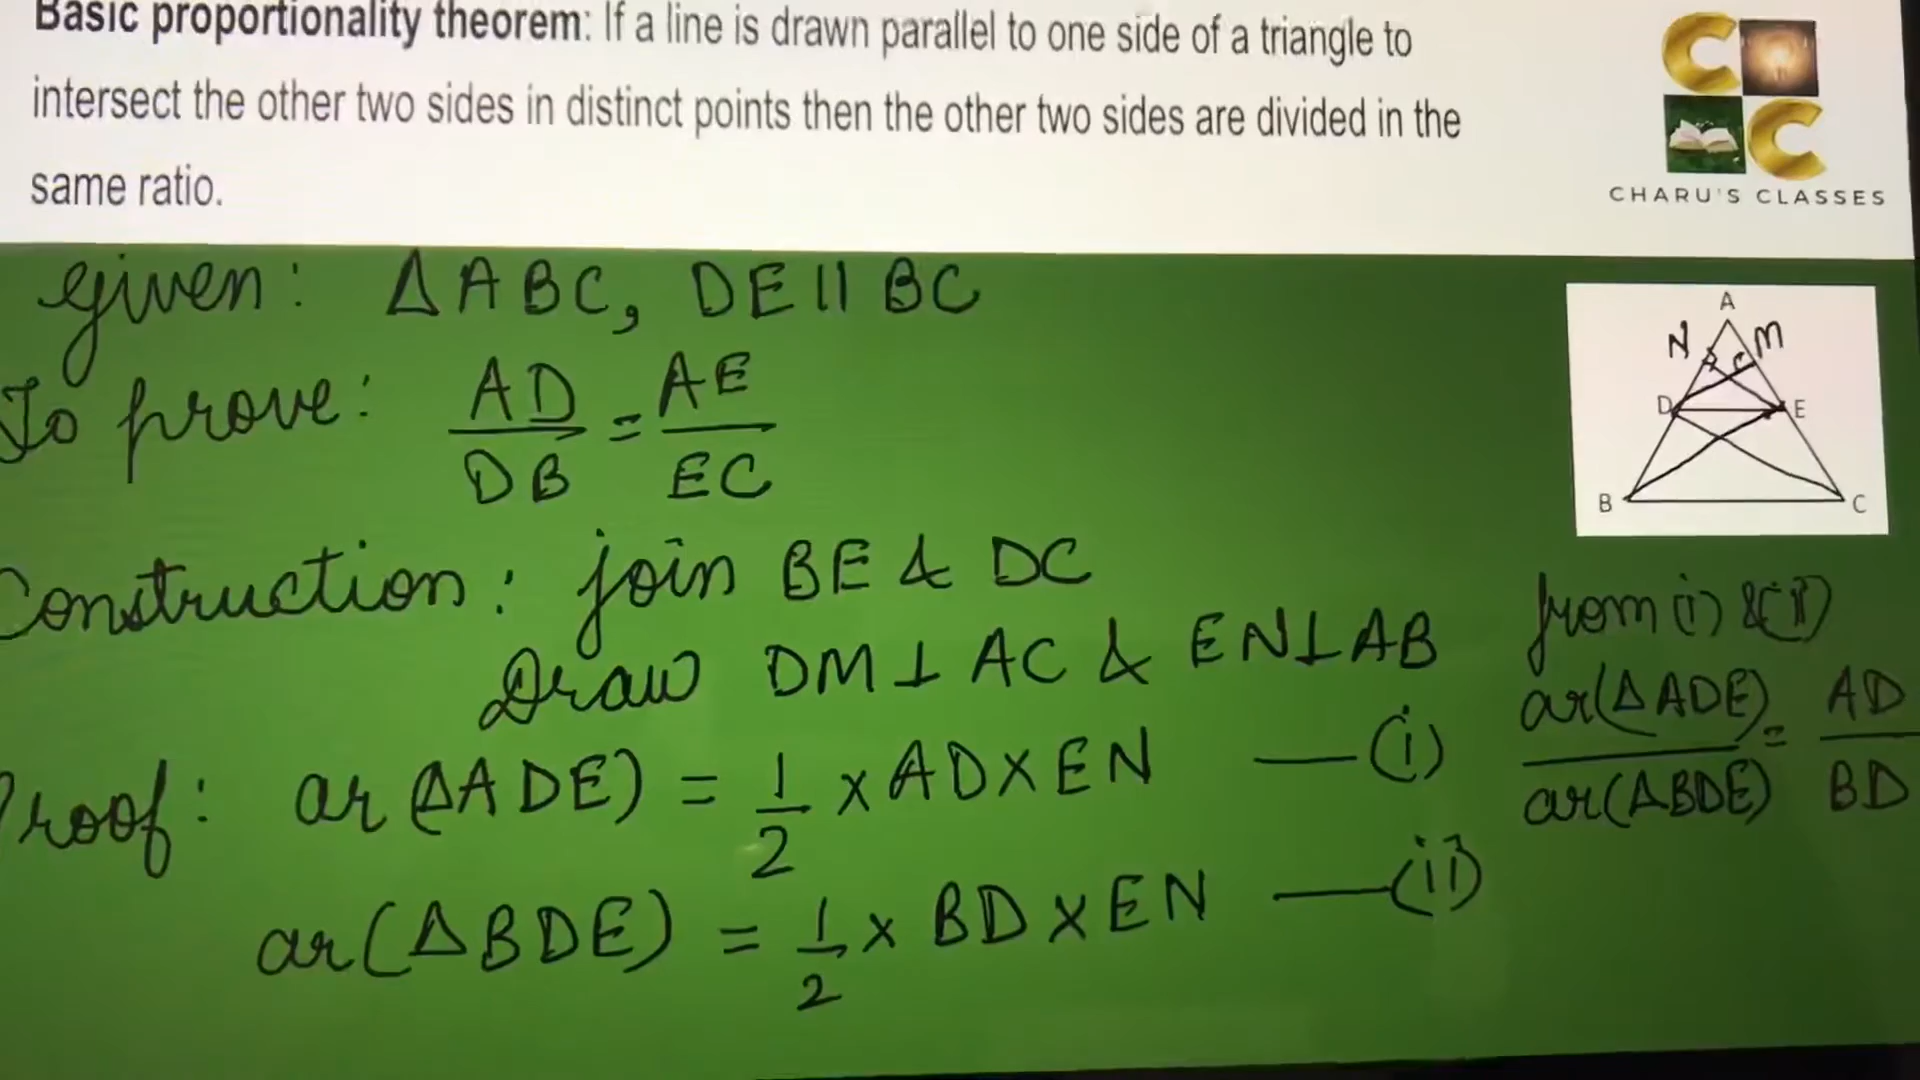 Basic proportionality theorem: If a line is drawn parallel to one side of a triangle to
intersect the other two sides in distinct points then the other two sides are divided in the
same ratio.
CC
CHARU'S CLASSES
given: ΔABC, DE || BC
To prove: AD/DB = AE/EC
Construction: join BE & DC
Draw DM ⊥ AC & EN ⊥ AB
Proof: ar(ΔADE) = 1/2 × AD × EN —(i)
ar(ΔBDE) = 1/2 × BD × EN —(ii)
A
N M
D E
B C
from (i) & (ii)
ar(ΔADE)/ar(ΔBDE) = AD/BD